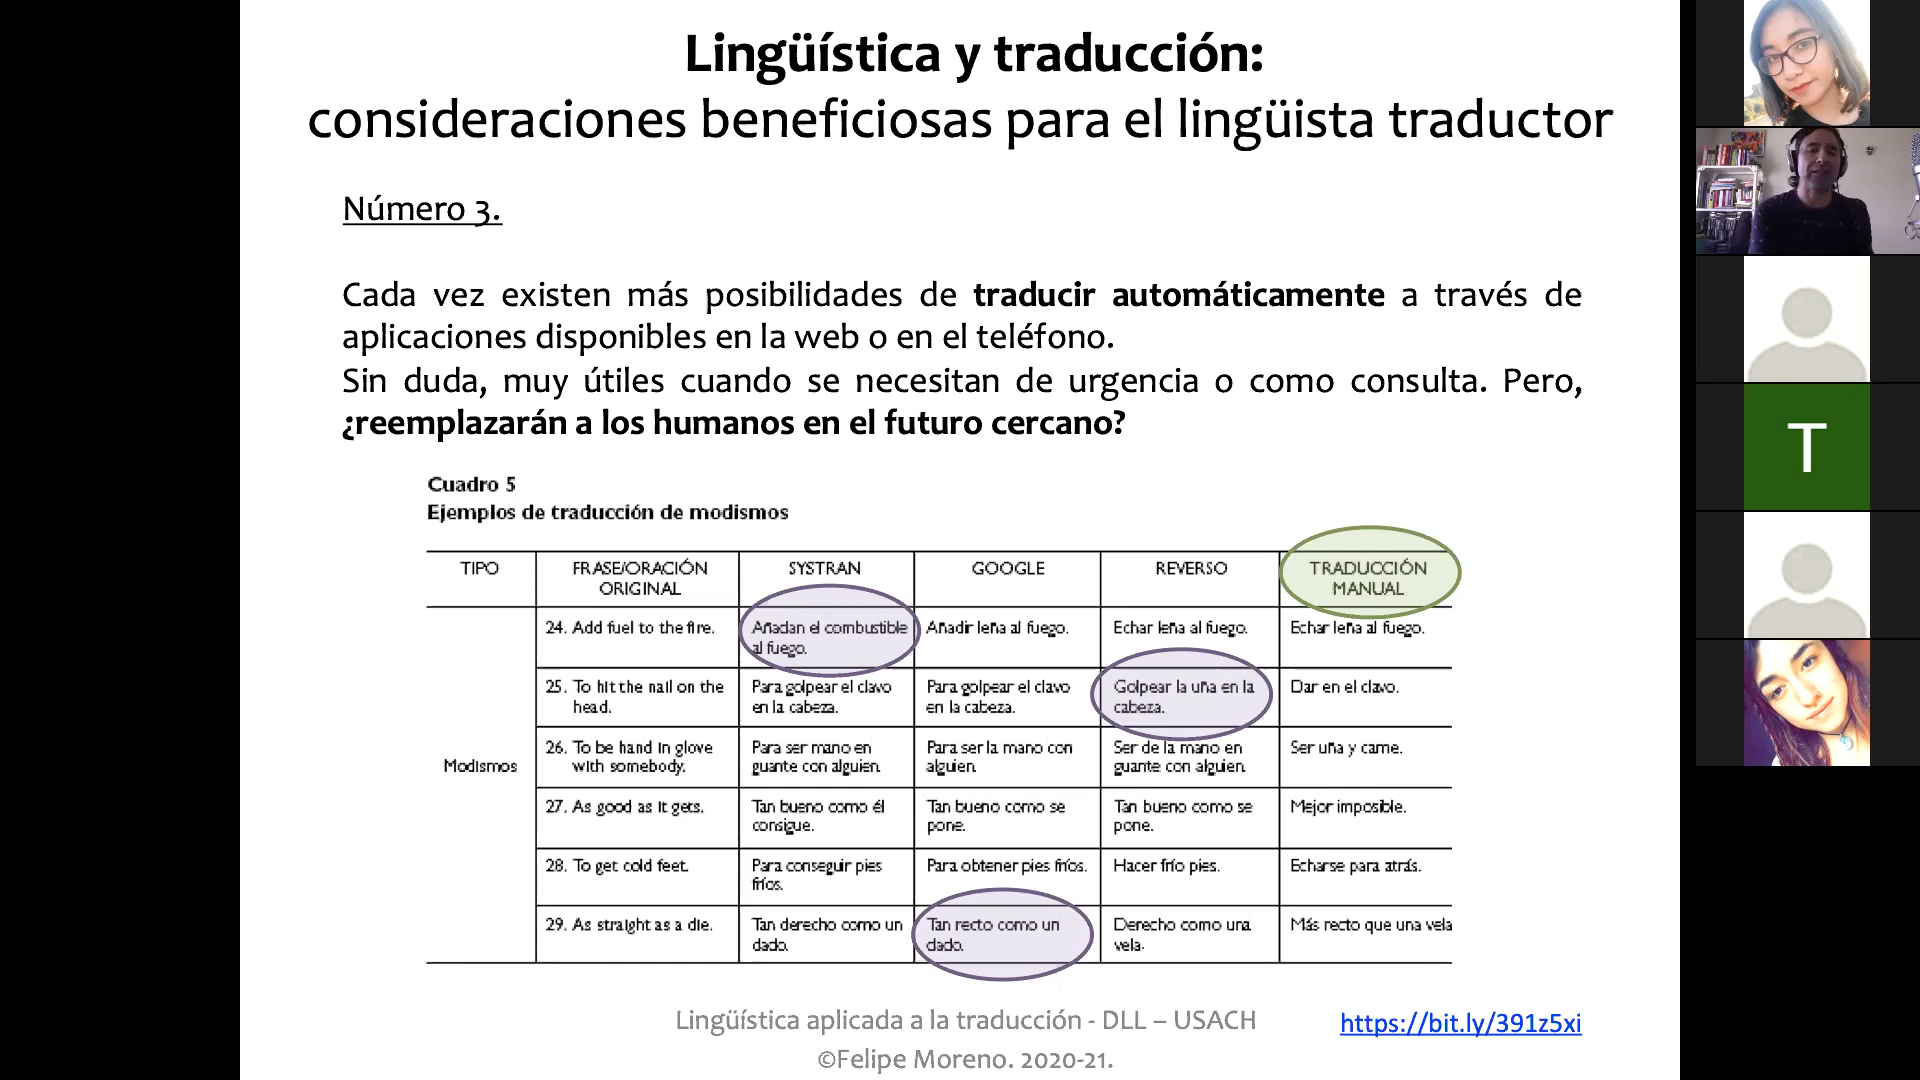 Lingüística y traducción:
consideraciones beneficiosas para el lingüista traductor
Número 3.
Cada vez existen más posibilidades de traducir automáticamente a través de
aplicaciones disponibles en la web o en el teléfono.
Sin duda, muy útiles cuando se necesitan de urgencia o como consulta. Pero,
¿reemplazarán a los humanos en el futuro cercano?
Cuadro 5
Ejemplos de traducción de modismos
TIPO
FRASE/ORACIÓN
ORIGINAL
SYSTRAN
GOOGLE
REVERSO
TRADUCCIÓN
MANUAL
Modismos
24. Add fuel to the fire.
Añadan el combustible
al fuego.
Añadir leña al fuego.
Echar leña al fuego.
Echar leña al fuego.
25. To hit the nail on the
head.
Para golpear el clavo
en la cabeza.
Para golpear el clavo
en la cabeza.
Golpear la uña en la
cabeza.
Dar en el clavo.
26. To be hand in glove
with somebody.
Para ser mano en
guante con alguien.
Para ser la mano con
alguien.
Ser de la mano en
guante con alguien.
Ser uña y carne.
27. As good as it gets.
Tan bueno como él
consigue.
Tan bueno como se
pone.
Tan bueno como se
pone.
Mejor imposible.
28. To get cold feet.
Para conseguir pies
fríos.
Para obtener pies fríos.
Hacer frío pies.
Echarse para atrás.
29. As straight as a die.
Tan derecho como un
dado.
Tan recto como un
dado.
Derecho como una
vela.
Más recto que una vela
Lingüística aplicada a la traducción - DLL – USACH
https://bit.ly/391z5xi
©Felipe Moreno. 2020-21.
T